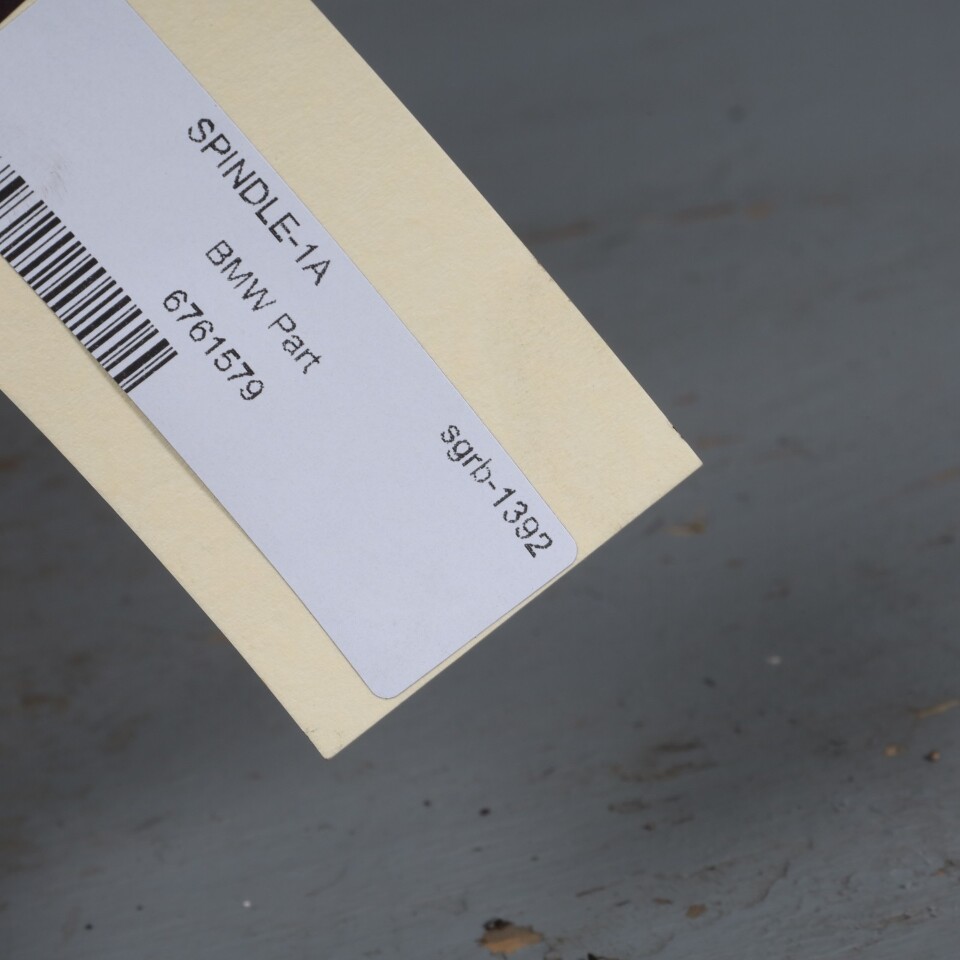 SPINDLE-1A
BMW Part
6761579
sgrb-1392